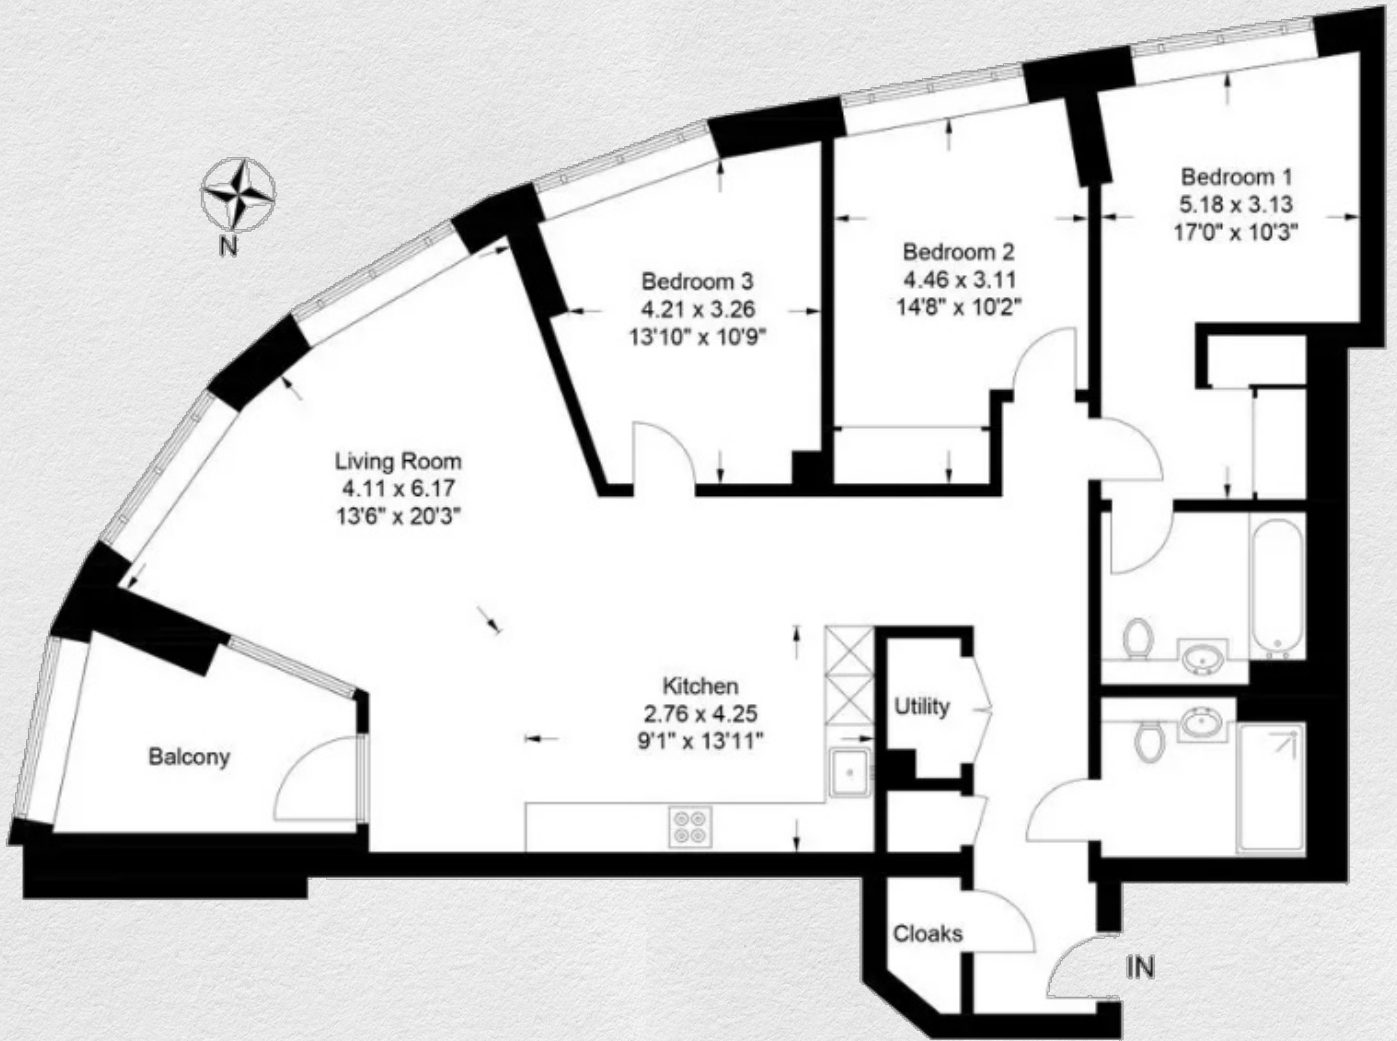 Bedroom 1
5.18 x 3.13
17'0" x 10'3"
N
Bedroom 2
4.46 x 3.11
14'8" x 10'2"
Bedroom 3
4.21 x 3.26
13'10" x 10'9"
Living Room
4.11 x 6.17
13'6" x 20'3"
Kitchen
2.76 x 4.25
9'1" x 13'11"
Utility
Balcony
Cloaks
IN